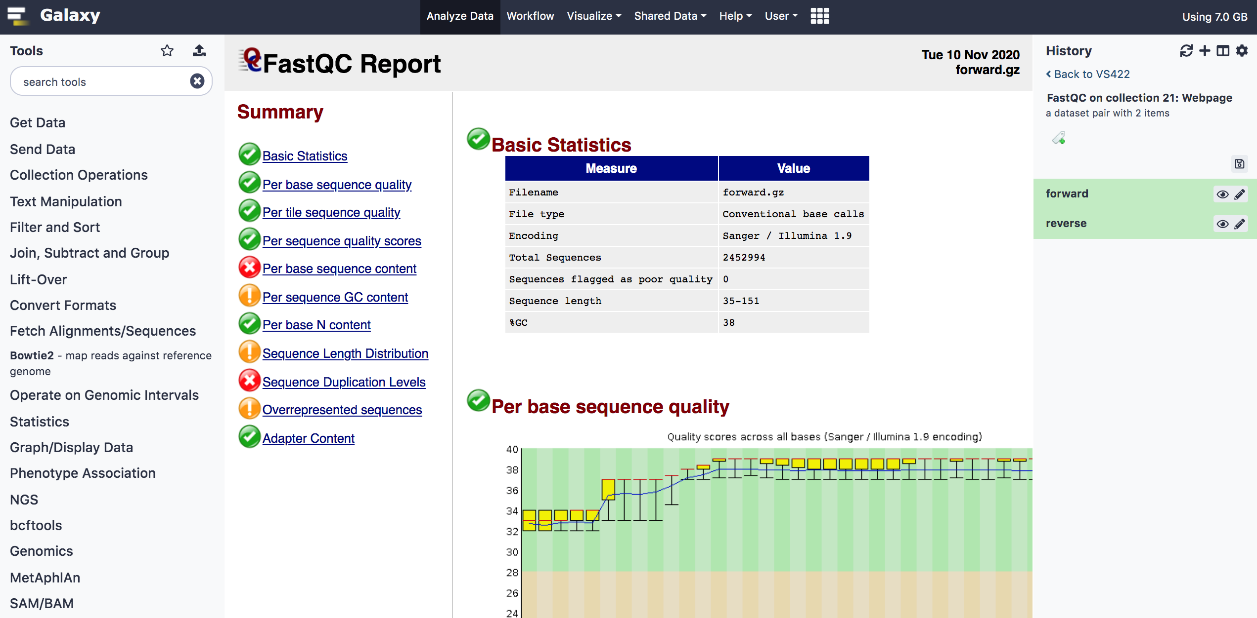 Galaxy
Analyze Data Workflow Visualize Shared Data Help User
Using 7.0 GB
Tools
search tools
Get Data
Send Data
Collection Operations
Text Manipulation
Filter and Sort
Join, Subtract and Group
Lift-Over
Convert Formats
Fetch Alignments/Sequences
Bowtie2 - map reads against reference
genome
Operate on Genomic Intervals
Statistics
Graph/Display Data
Phenotype Association
NGS
bcftools
Genomics
MetAphlAn
SAM/BAM
FastQC Report
Tue 10 Nov 2020
forward.gz
Summary
Basic Statistics
Per base sequence quality
Per tile sequence quality
Per sequence quality scores
Per base sequence content
Per sequence GC content
Per base N content
Sequence Length Distribution
Sequence Duplication Levels
Overrepresented sequences
Adapter Content
Basic Statistics
Measure Value
Filename forward.gz
File type Conventional base calls
Encoding Sanger / Illumina 1.9
Total Sequences 2452994
Sequences flagged as poor quality 0
Sequence length 35-151
%GC 38
Per base sequence quality
Quality scores across all bases (Sanger / Illumina 1.9 encoding)
40
38
36
34
32
30
28
26
24
History
< Back to VS422
FastQC on collection 21: Webpage
a dataset pair with 2 items
forward
reverse